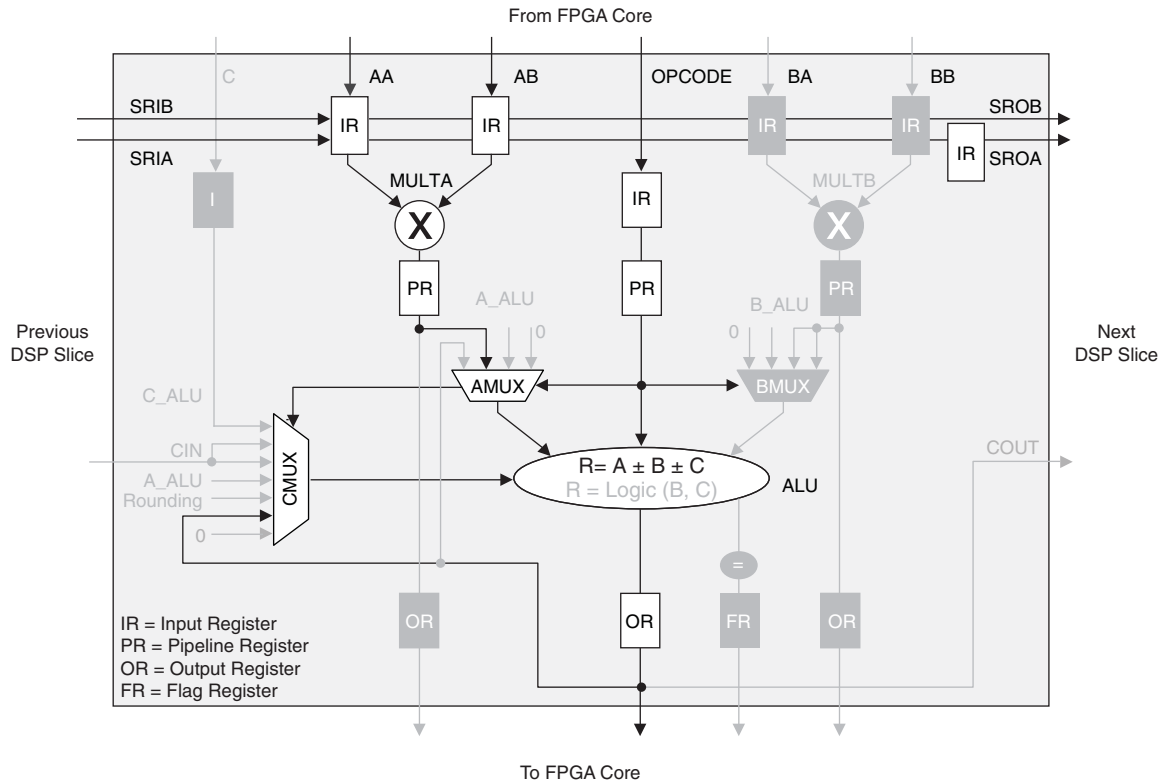 From FPGA Core
C
AA
AB
OPCODE
BA
BB
SRIB
SROB
IR
IR
IR
IR
SRIA
IR
SROA
MULTA
MULTB
I
IR
X
X
PR
PR
PR
A_ALU
B_ALU
0
0
Previous
DSP Slice
Next
DSP Slice
AMUX
BMUX
C_ALU
CIN
A_ALU
Rounding
0
CMUX
R= A ± B ± C
R = Logic (B, C)
ALU
COUT
=
OR
OR
FR
OR
IR = Input Register
PR = Pipeline Register
OR = Output Register
FR = Flag Register
To FPGA Core